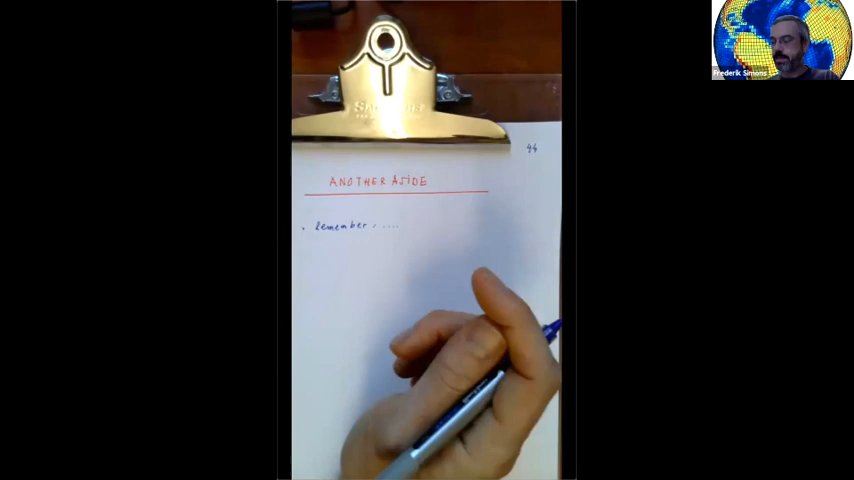 Frederik Simons
44
ANOTHER ASIDE
• Remember, ....